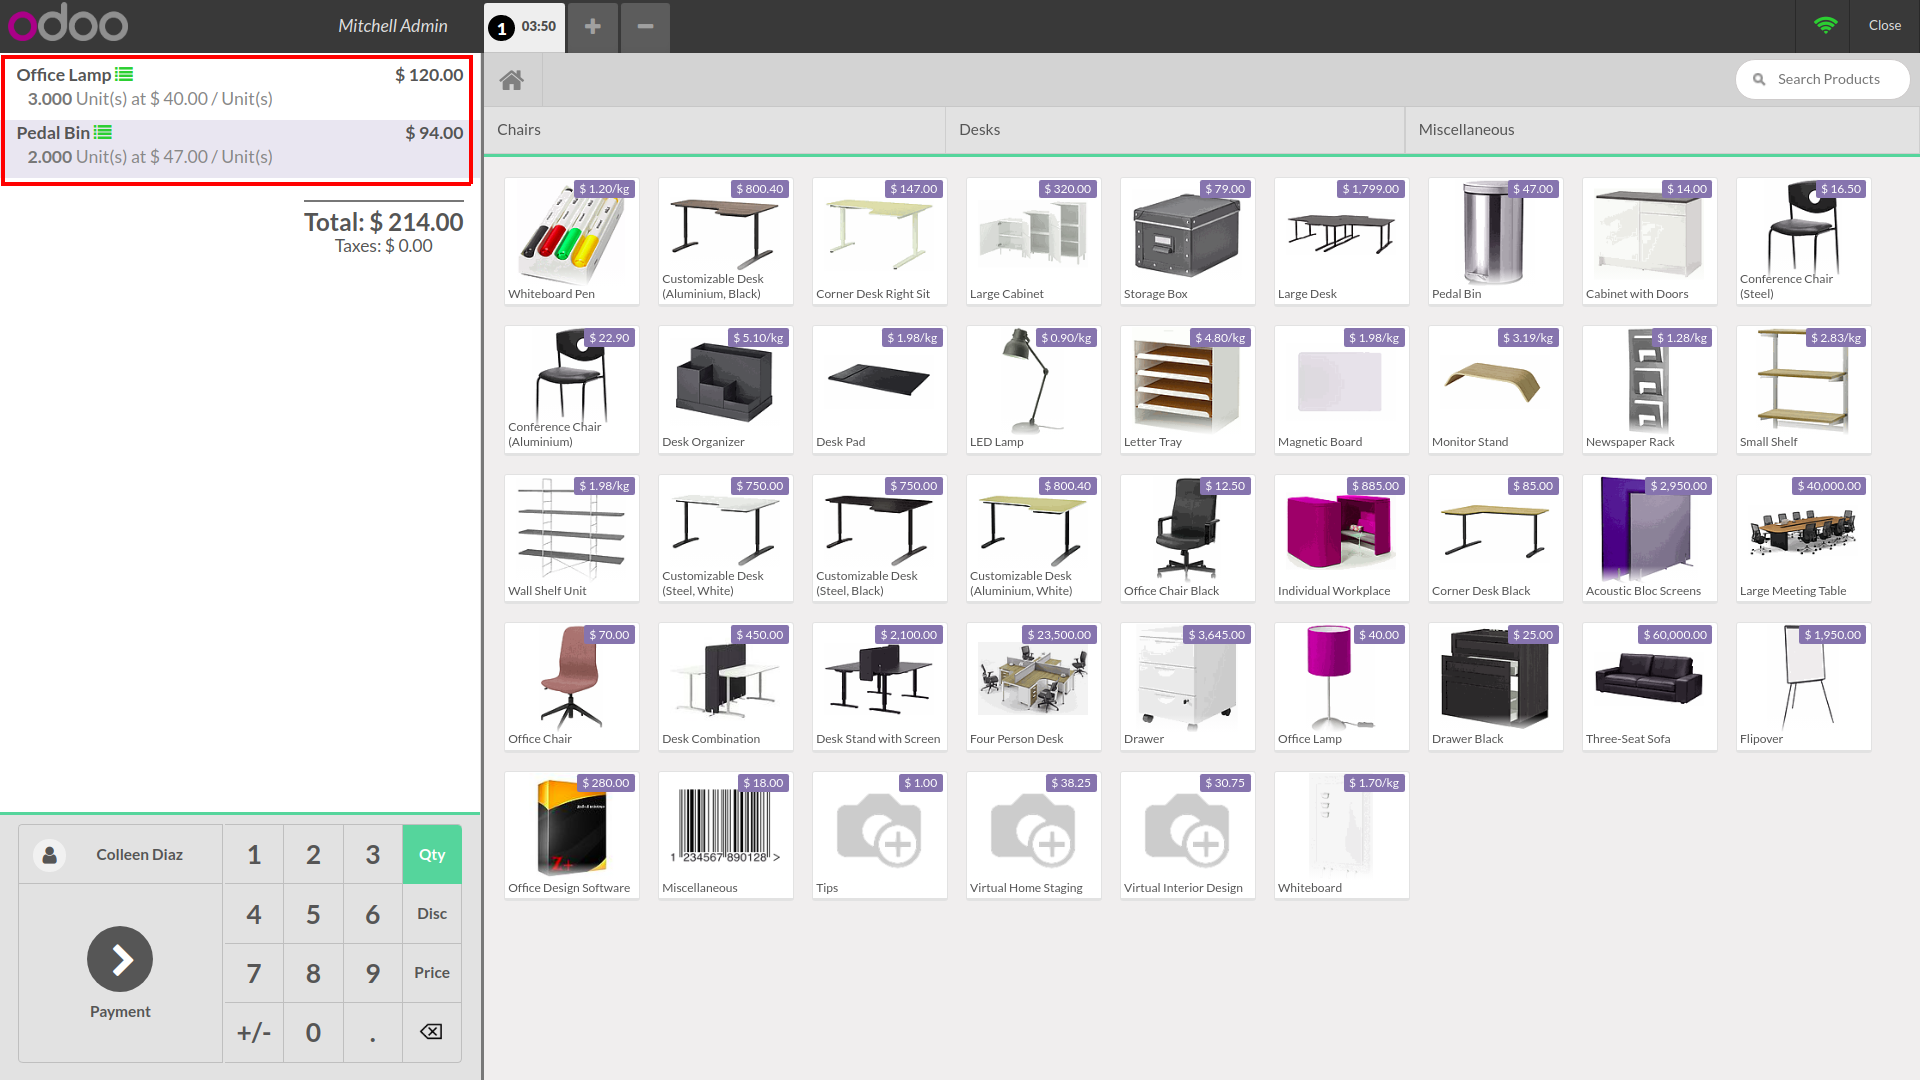 odoo
Mitchell Admin
1 03:50
+
−
Close
Office Lamp $ 120.00
3.000 Unit(s) at $ 40.00 / Unit(s)
Pedal Bin $ 94.00
2.000 Unit(s) at $ 47.00 / Unit(s)
Total: $ 214.00
Taxes: $ 0.00
Colleen Diaz
Payment
1 2 3 Qty
4 5 6 Disc
7 8 9 Price
+/- 0 .
Search Products
Chairs Desks Miscellaneous
$ 1.20/kg
Whiteboard Pen
$ 800.40
Customizable Desk
(Aluminium, Black)
$ 147.00
Corner Desk Right Sit
$ 320.00
Large Cabinet
$ 79.00
Storage Box
$ 1,799.00
Large Desk
$ 47.00
Pedal Bin
$ 14.00
Cabinet with Doors
$ 16.50
Conference Chair
(Steel)
$ 22.90
Conference Chair
(Aluminium)
$ 5.10/kg
Desk Organizer
$ 1.98/kg
Desk Pad
$ 0.90/kg
LED Lamp
$ 4.80/kg
Letter Tray
$ 1.98/kg
Magnetic Board
$ 3.19/kg
Monitor Stand
$ 1.28/kg
Newspaper Rack
$ 2.83/kg
Small Shelf
$ 1.98/kg
Wall Shelf Unit
$ 750.00
Customizable Desk
(Steel, White)
$ 750.00
Customizable Desk
(Steel, Black)
$ 800.40
Customizable Desk
(Aluminium, White)
$ 12.50
Office Chair Black
$ 885.00
Individual Workplace
$ 85.00
Corner Desk Black
$ 2,950.00
Acoustic Bloc Screens
$ 40,000.00
Large Meeting Table
$ 70.00
Office Chair
$ 450.00
Desk Combination
$ 2,100.00
Desk Stand with Screen
$ 23,500.00
Four Person Desk
$ 3,645.00
Drawer
$ 40.00
Office Lamp
$ 25.00
Drawer Black
$ 60,000.00
Three-Seat Sofa
$ 1,950.00
Flipover
$ 280.00
Z+
Office Design Software
$ 18.00
1 234567 890128 >
Miscellaneous
$ 1.00
Tips
$ 38.25
Virtual Home Staging
$ 30.75
Virtual Interior Design
$ 1.70/kg
Whiteboard